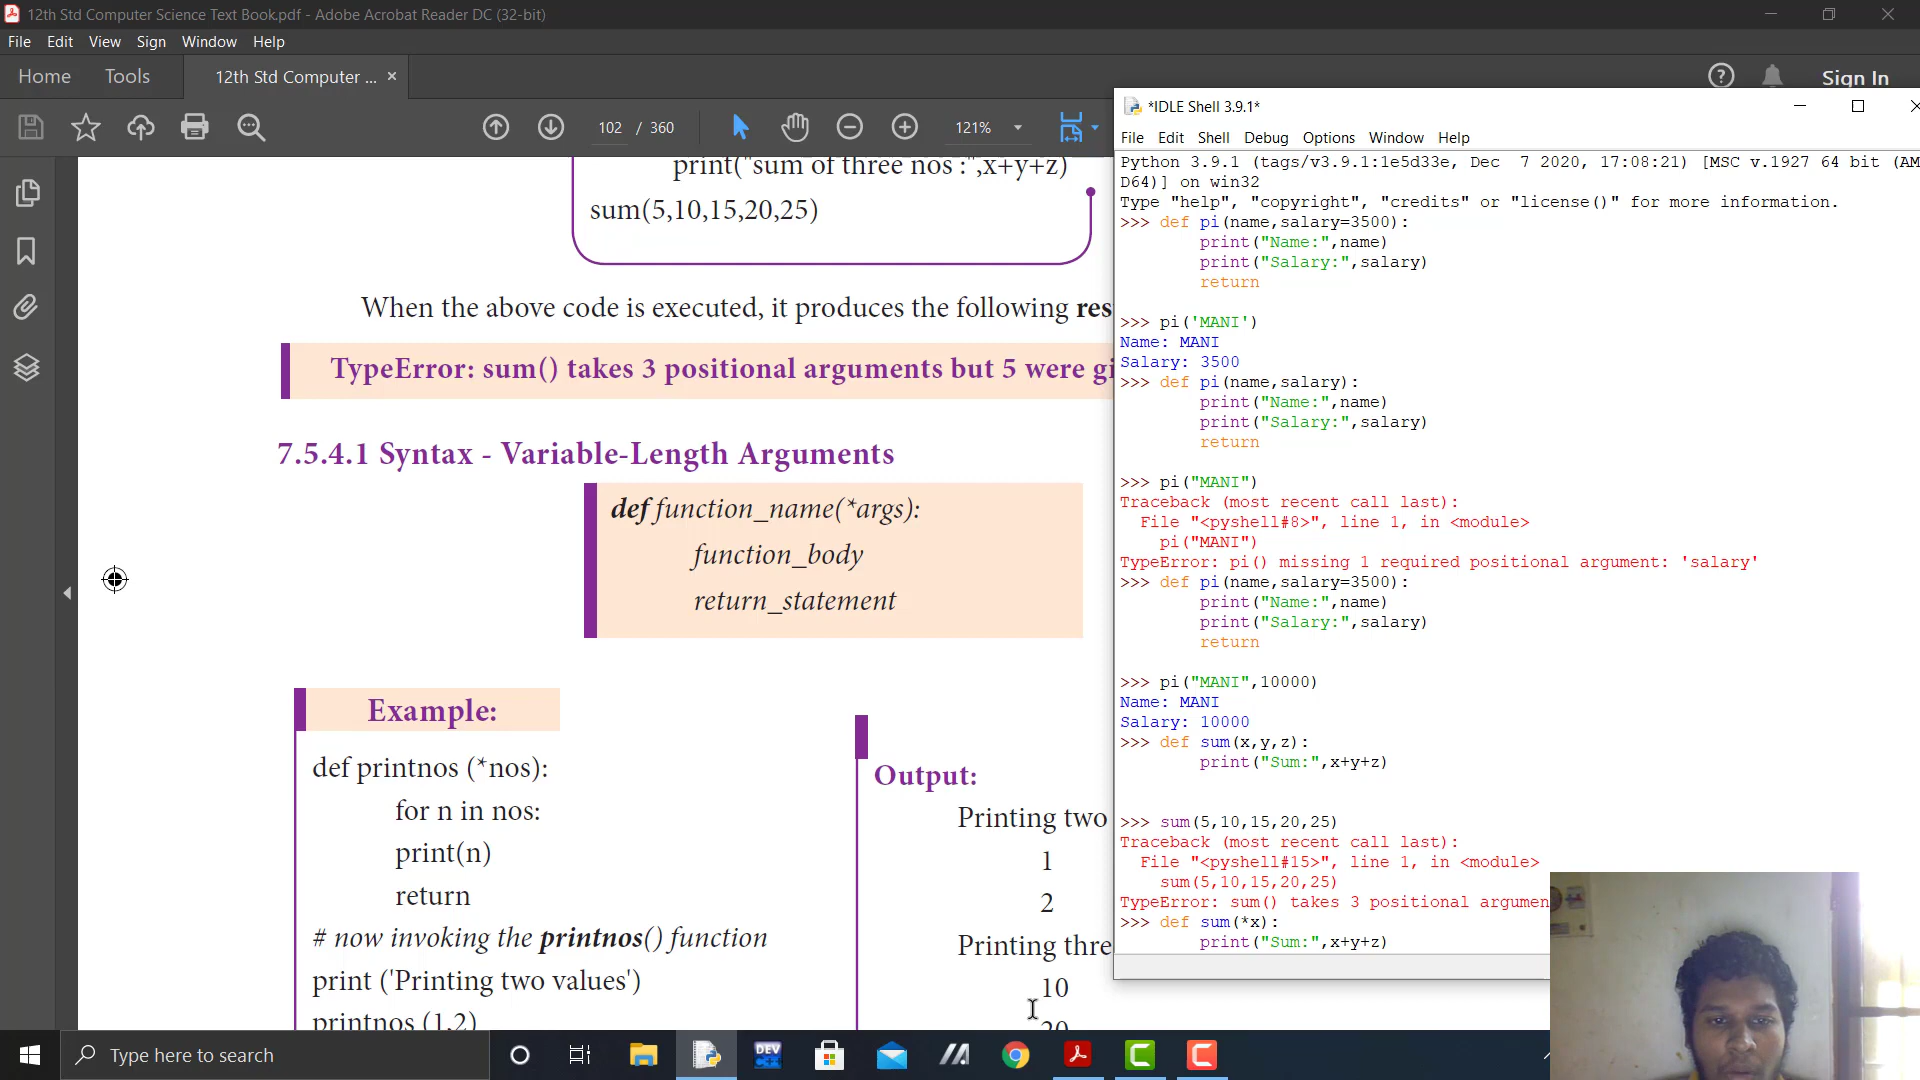 12th Std Computer Science Text Book.pdf - Adobe Acrobat Reader DC (32-bit)
File Edit View Sign Window Help
Home Tools 12th Std Computer ... × Sign In
102 / 360 121%
print("sum of three nos :",x+y+z)
sum(5,10,15,20,25)
When the above code is executed, it produces the following
TypeError: sum() takes 3 positional arguments but 5 were
7.5.4.1 Syntax - Variable-Length Arguments
def function_name(*args):
function_body
return_statement
Example:
def printnos (*nos):
for n in nos:
print(n)
return
# now invoking the printnos() function
print ('Printing two values')
printnos (1,2)
Output:
Printing two
1
2
Printing
10
20
*IDLE Shell 3.9.1*
File Edit Shell Debug Options Window Help
Python 3.9.1 (tags/v3.9.1:1e5d33e, Dec 7 2020, 17:08:21) [MSC v.1927 64 bit (AM
D64)] on win32
Type "help", "copyright", "credits" or "license()" for more information.
>>> def pi(name,salary=3500):
print("Name:",name)
print("Salary:",salary)
return
>>> pi('MANI')
Name: MANI
Salary: 3500
>>> def pi(name,salary):
print("Name:",name)
print("Salary:",salary)
return
>>> pi("MANI")
Traceback (most recent call last):
File "<pyshell#8>", line 1, in <module>
pi("MANI")
TypeError: pi() missing 1 required positional argument: 'salary'
>>> def pi(name,salary=3500):
print("Name:",name)
print("Salary:",salary)
return
>>> pi("MANI",10000)
Name: MANI
Salary: 10000
>>> def sum(x,y,z):
print("Sum:",x+y+z)
>>> sum(5,10,15,20,25)
Traceback (most recent call last):
File "<pyshell#15>", line 1, in <module>
sum(5,10,15,20,25)
TypeError: sum() takes 3 positional
>>> def sum(*x):
print("Sum:",x+y+z)
Type here to search
DEV
C++